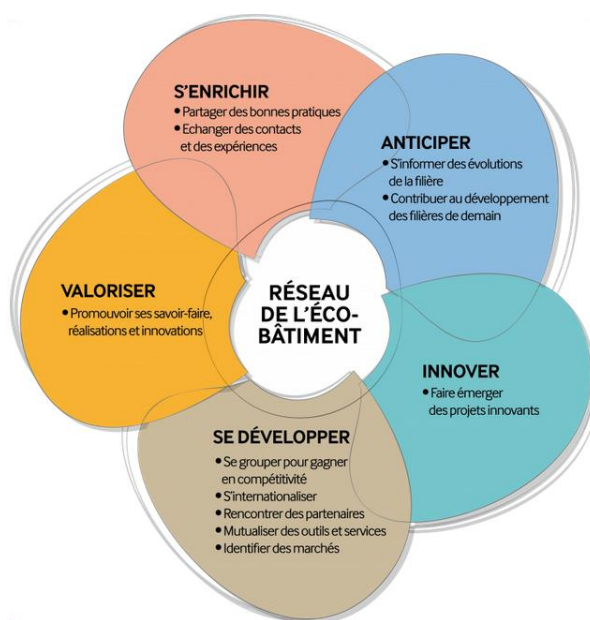 S'ENRICHIR
• Partager des bonnes pratiques
• Echanger des contacts
et des expériences
ANTICIPER
• S'informer des évolutions
de la filière
• Contribuer au développement
des filières de demain
INNOVER
• Faire émerger
des projets innovants
SE DÉVELOPPER
• Se grouper pour gagner
en compétitivité
• S'internationaliser
• Rencontrer des partenaires
• Mutualiser des outils et services
• Identifier des marchés
VALORISER
• Promouvoir ses savoir-faire,
réalisations et innovations
RÉSEAU
DE L'ÉCO-
BÂTIMENT